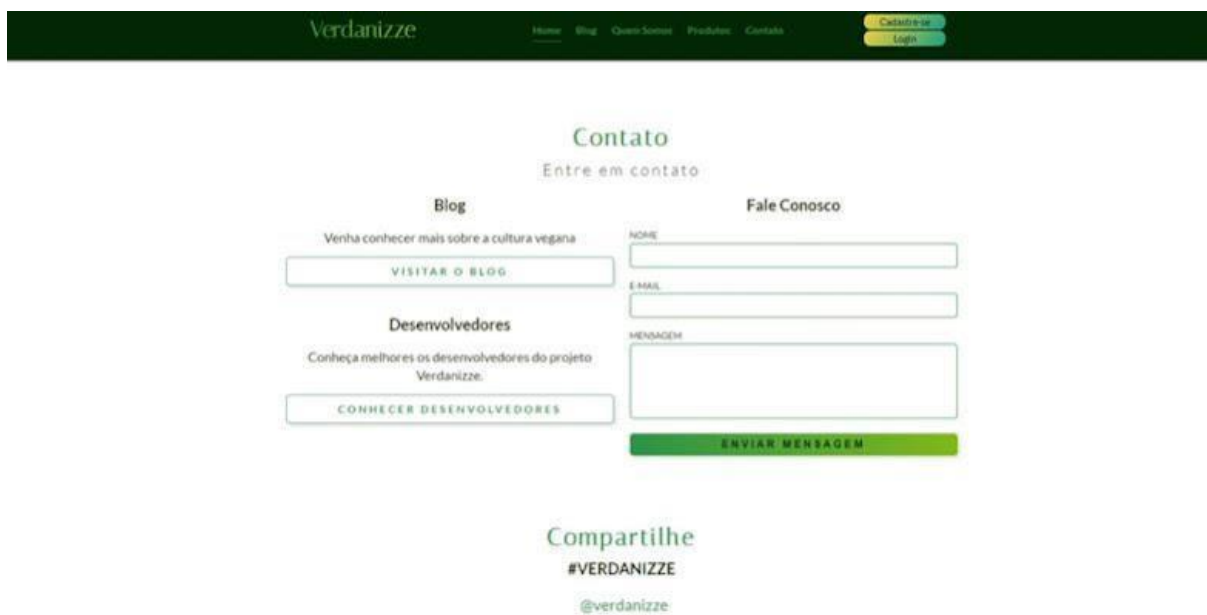 Verdanizze
Home Blog Quem Somos Produtos Contato
Cadastre-se
Login
Contato
Entre em contato
Blog
Venha conhecer mais sobre a cultura vegana
VISITAR O BLOG
Desenvolvedores
Conheça melhores os desenvolvedores do projeto
Verdanizze.
CONHECER DESENVOLVEDORES
Fale Conosco
NOME
E-MAIL
MENSAGEM
ENVIAR MENSAGEM
Compartilhe
#VERDANIZZE
@verdanizze